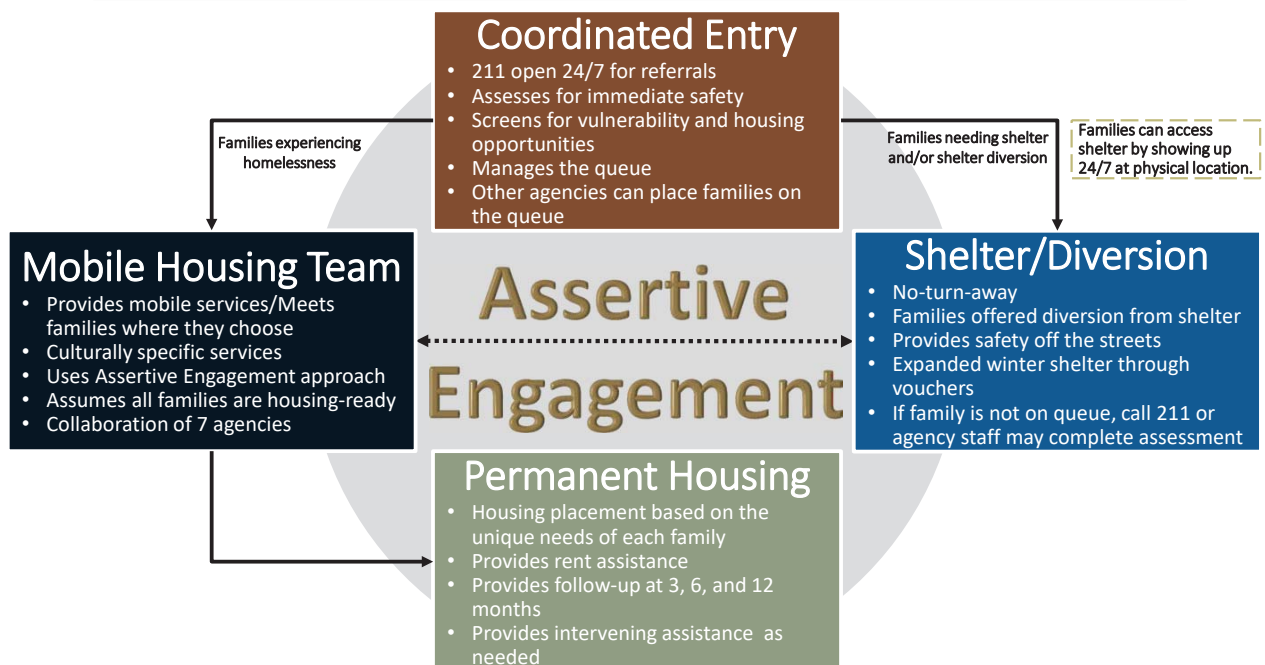 Coordinated Entry
• 211 open 24/7 for referrals
• Assesses for immediate safety
• Screens for vulnerability and housing
opportunities
• Manages the queue
• Other agencies can place families on
the queue
Families experiencing
homelessness
Families needing shelter
and/or shelter diversion
Families can access
shelter by showing up
24/7 at physical location.
Mobile Housing Team
• Provides mobile services/Meets
families where they choose
• Culturally specific services
• Uses Assertive Engagement approach
• Assumes all families are housing-ready
• Collaboration of 7 agencies
Assertive
Engagement
Shelter/Diversion
• No-turn-away
• Families offered diversion from shelter
• Provides safety off the streets
• Expanded winter shelter through
vouchers
• If family is not on queue, call 211 or
agency staff may complete assessment
Permanent Housing
• Housing placement based on the
unique needs of each family
• Provides rent assistance
• Provides follow-up at 3, 6, and 12
months
• Provides intervening assistance as
needed